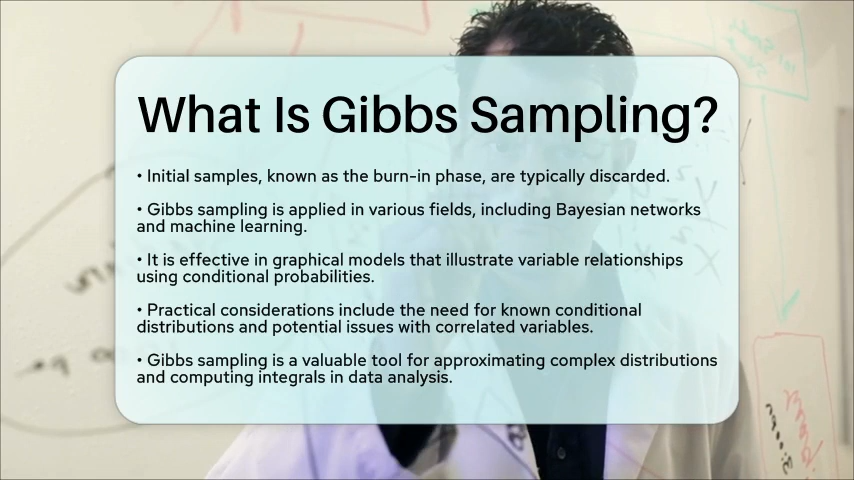 What Is Gibbs Sampling?
• Initial samples, known as the burn-in phase, are typically discarded.
• Gibbs sampling is applied in various fields, including Bayesian networks
and machine learning.
• It is effective in graphical models that illustrate variable relationships
using conditional probabilities.
• Practical considerations include the need for known conditional
distributions and potential issues with correlated variables.
• Gibbs sampling is a valuable tool for approximating complex distributions
and computing integrals in data analysis.